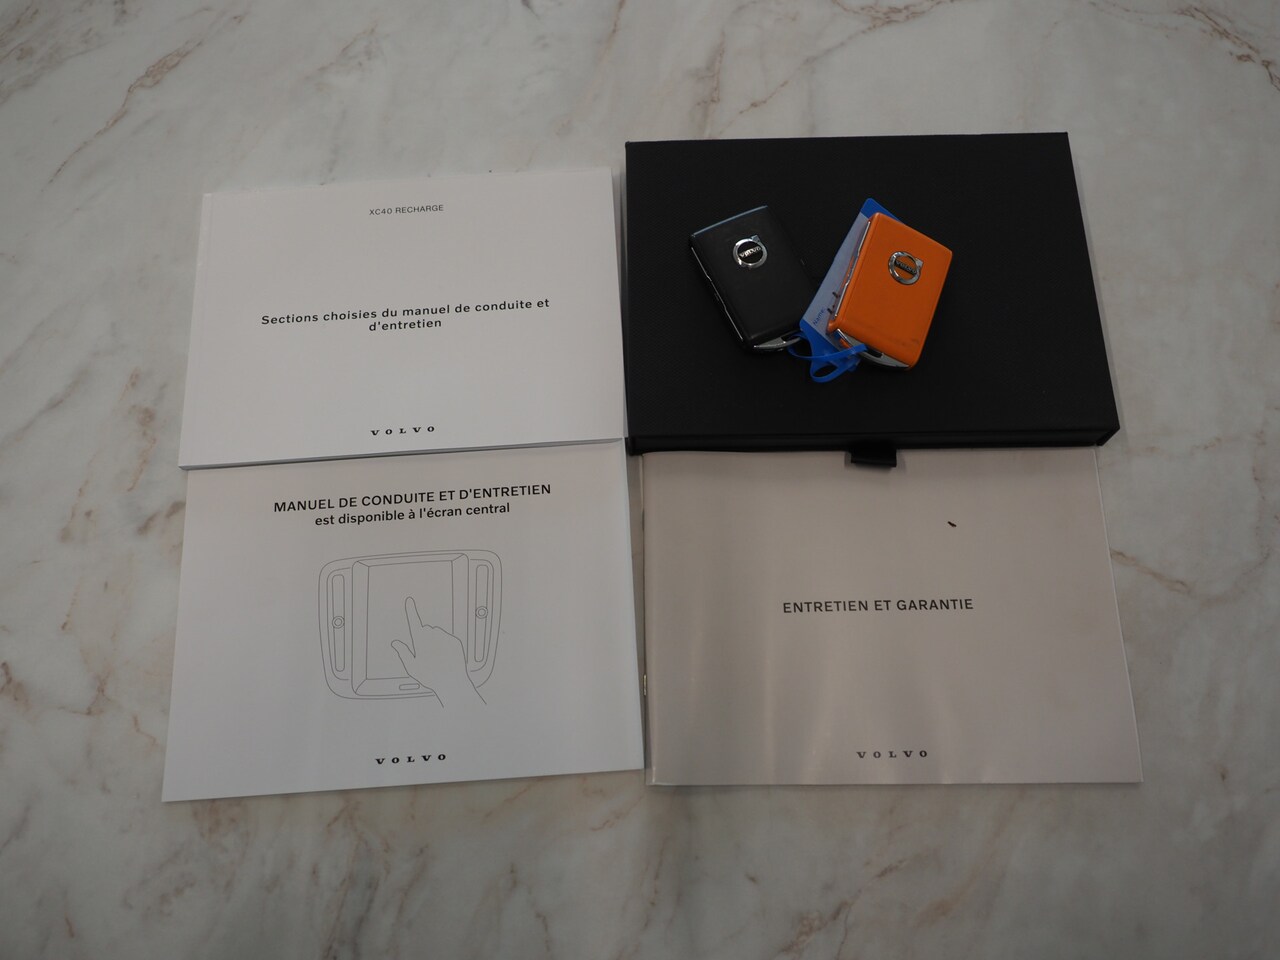 XC40 RECHARGE
Sections choisies du manuel de conduite et
d'entretien
VOLVO
VOLVO
MANUEL DE CONDUITE ET D'ENTRETIEN
est disponible à l'écran central
VOLVO
ENTRETIEN ET GARANTIE
VOLVO